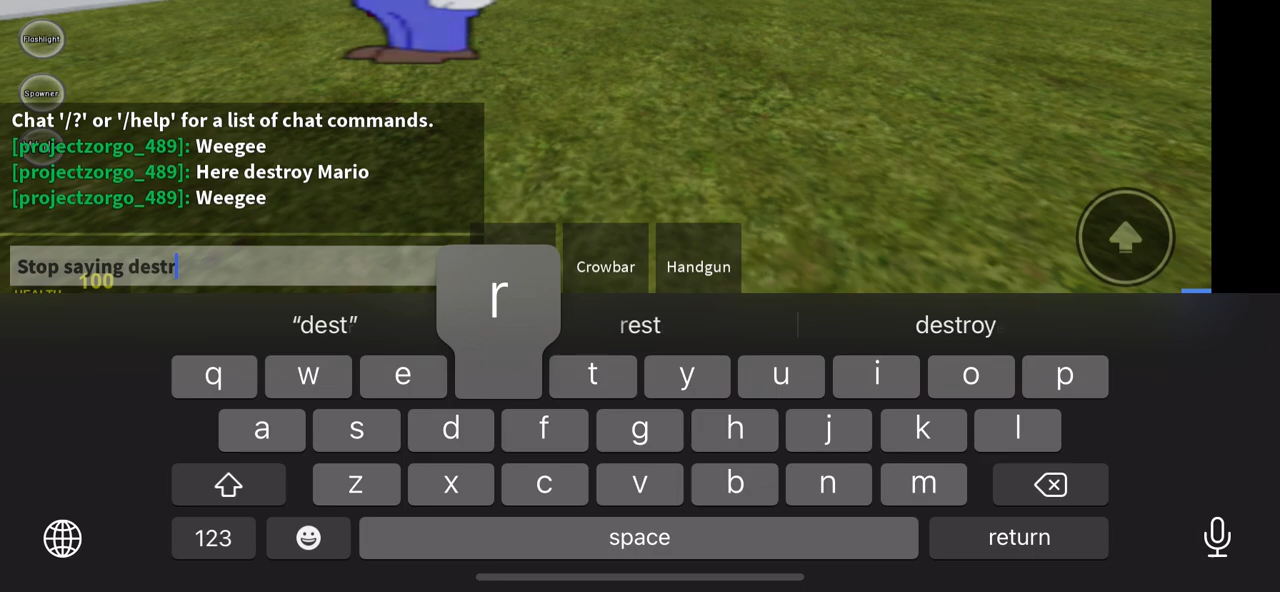 Flashlight
Spawner
Chat '/?' or '/help' for a list of chat commands.
[projectzorgo_489]: Weegee
[projectzorgo_489]: Here destroy Mario
[projectzorgo_489]: Weegee
Stop saying destr
100
HEALTH
Crowbar
Handgun
r
“dest”
rest
destroy
q w e t y u i o p
a s d f g h j k l
z x c v b n m
123
space
return